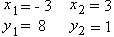 x₁ = - 3 x₂ = 3
y₁ = 8 y₂ = 1